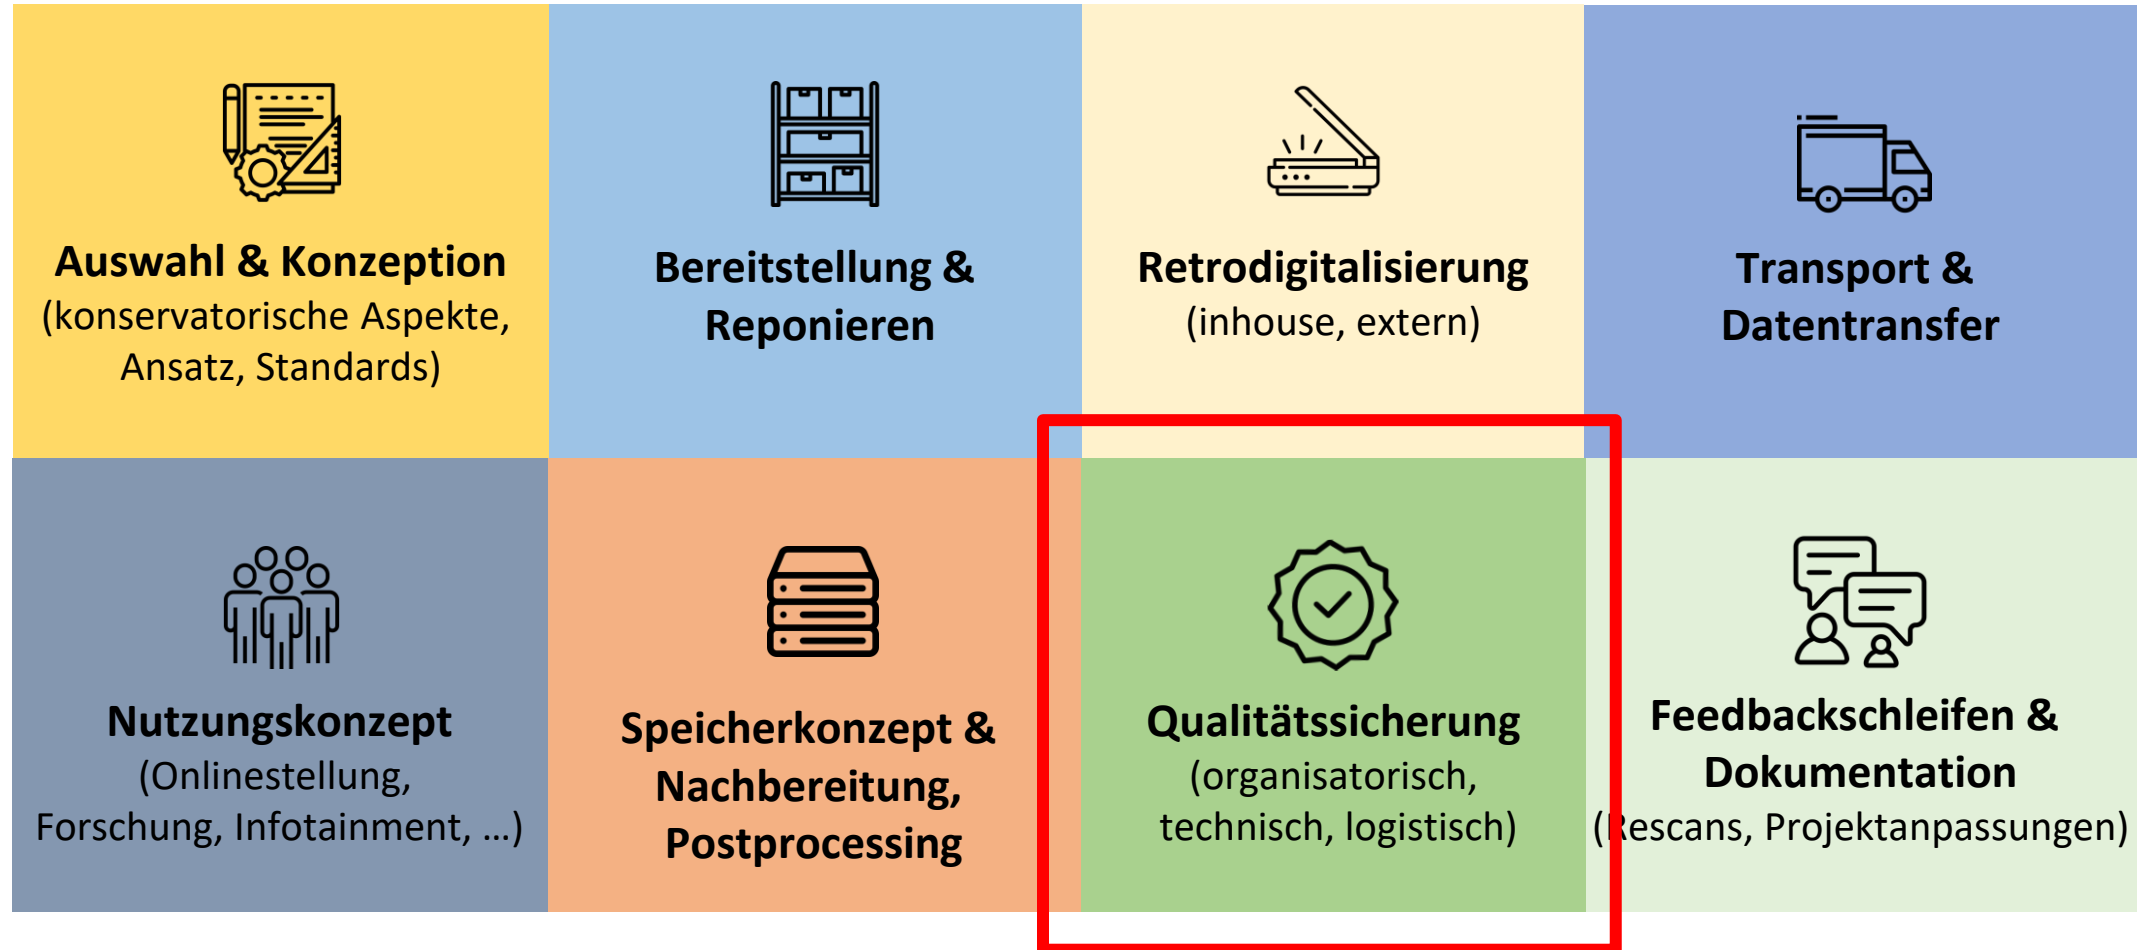 Auswahl & Konzeption
(konservatorische Aspekte,
Ansatz, Standards)
Bereitstellung &
Reponieren
Retrodigitalisierung
(inhouse, extern)
Transport &
Datentransfer
Nutzungskonzept
(Onlinestellung,
Forschung, Infotainment, …)
Speicherkonzept &
Nachbereitung,
Postprocessing
Qualitätssicherung
(organisatorisch,
technisch, logistisch)
Feedbackschleifen &
Dokumentation
(Rescans, Projektanpassungen)